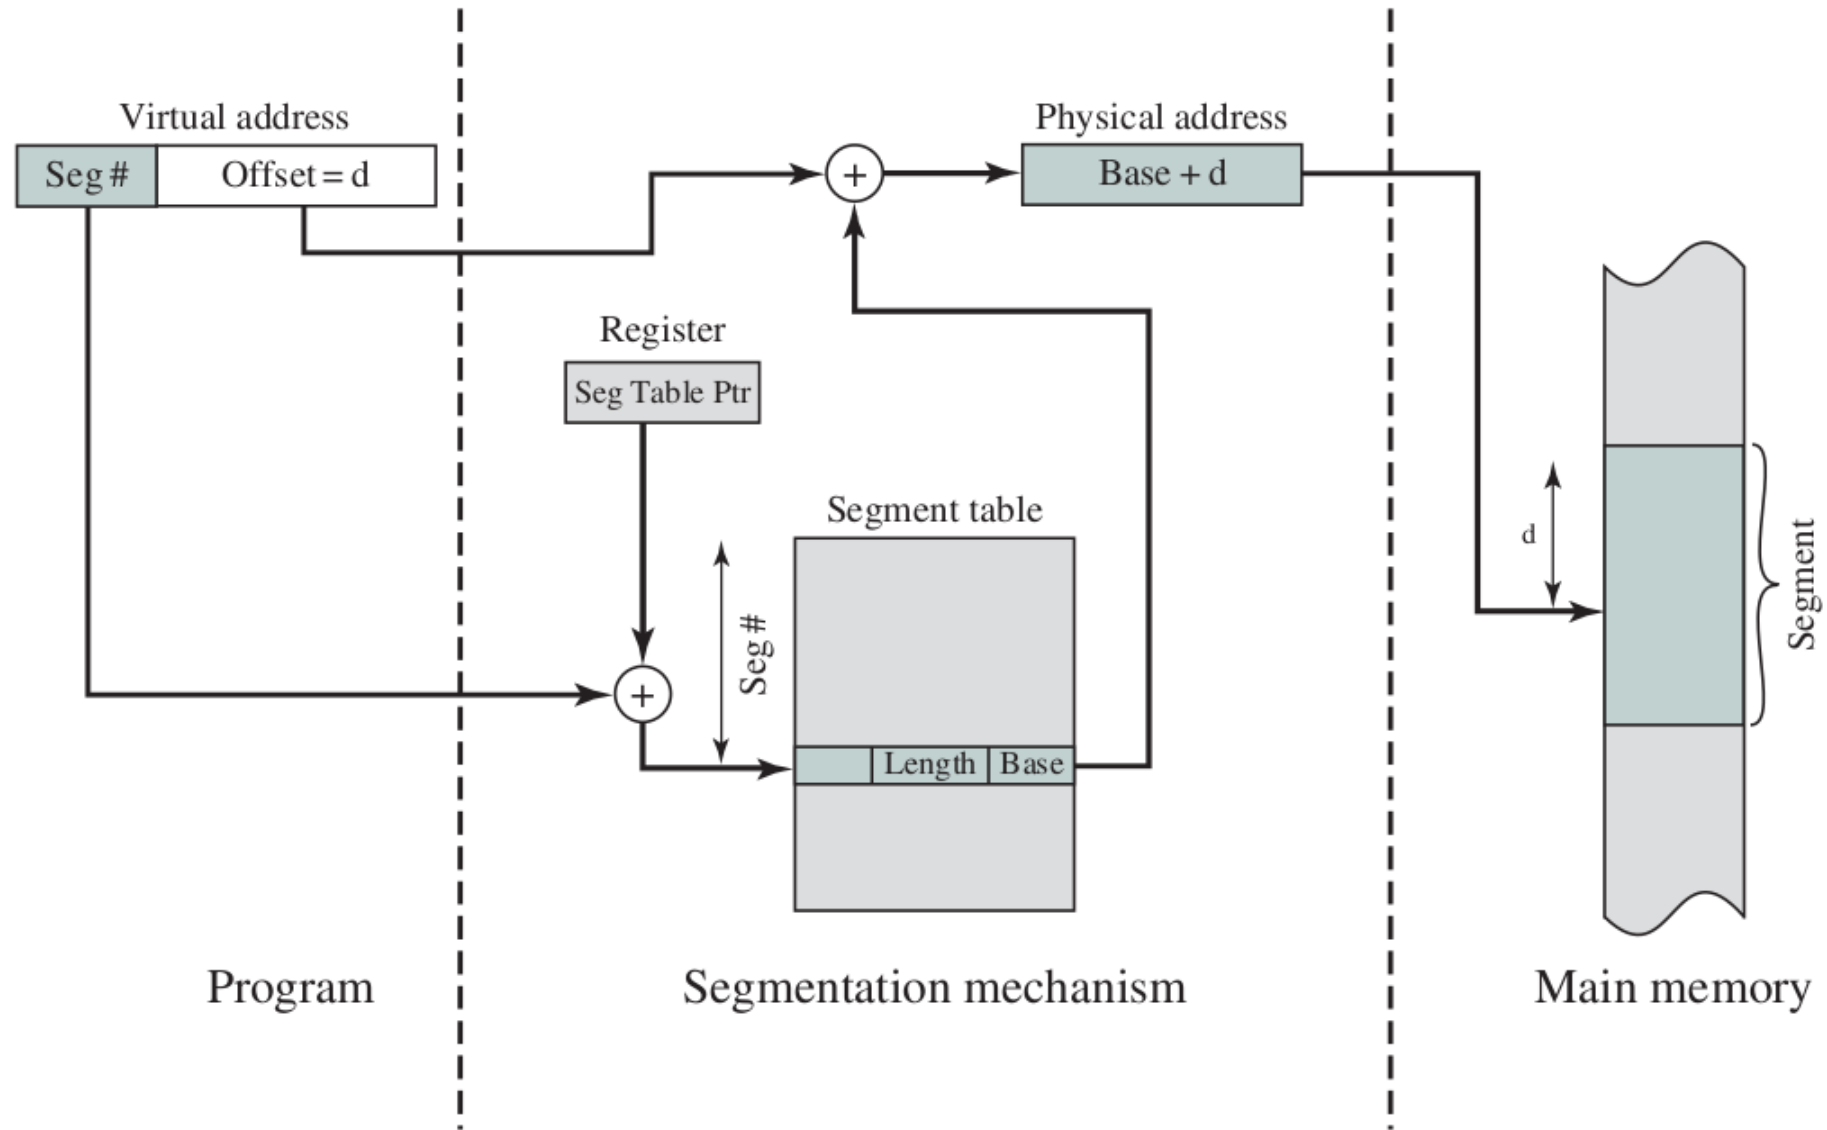 Virtual address
Seg # Offset = d
Physical address
Base + d
+
Register
Seg Table Ptr
Segment table
Seg #
+
Length Base
d
Segment
Program
Segmentation mechanism
Main memory